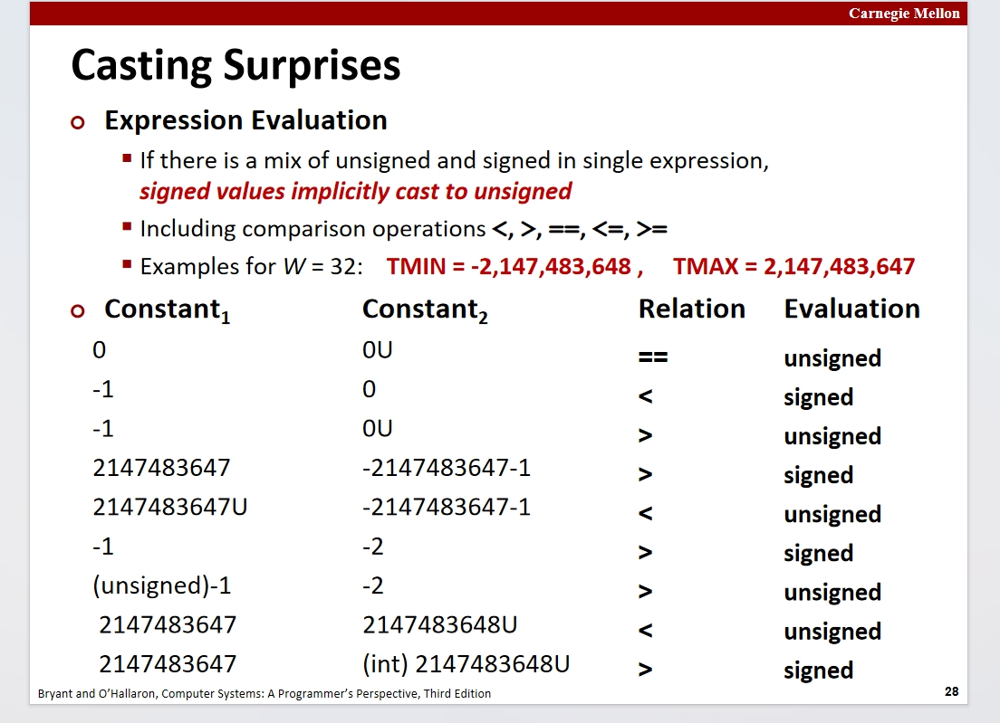 Carnegie Mellon
Casting Surprises
Expression Evaluation
If there is a mix of unsigned and signed in single expression,
signed values implicitly cast to unsigned
Including comparison operations <, >, ==, <=, >=
Examples for W = 32: TMIN = -2,147,483,648 , TMAX = 2,147,483,647
Constant₁ Constant₂ Relation Evaluation
0 0U == unsigned
-1 0 < signed
-1 0U > unsigned
2147483647 -2147483647-1 > signed
2147483647U -2147483647-1 < unsigned
-1 -2 > signed
(unsigned)-1 -2 > unsigned
2147483647 2147483648U < unsigned
2147483647 (int) 2147483648U > signed
Bryant and O’Hallaron, Computer Systems: A Programmer’s Perspective, Third Edition 28